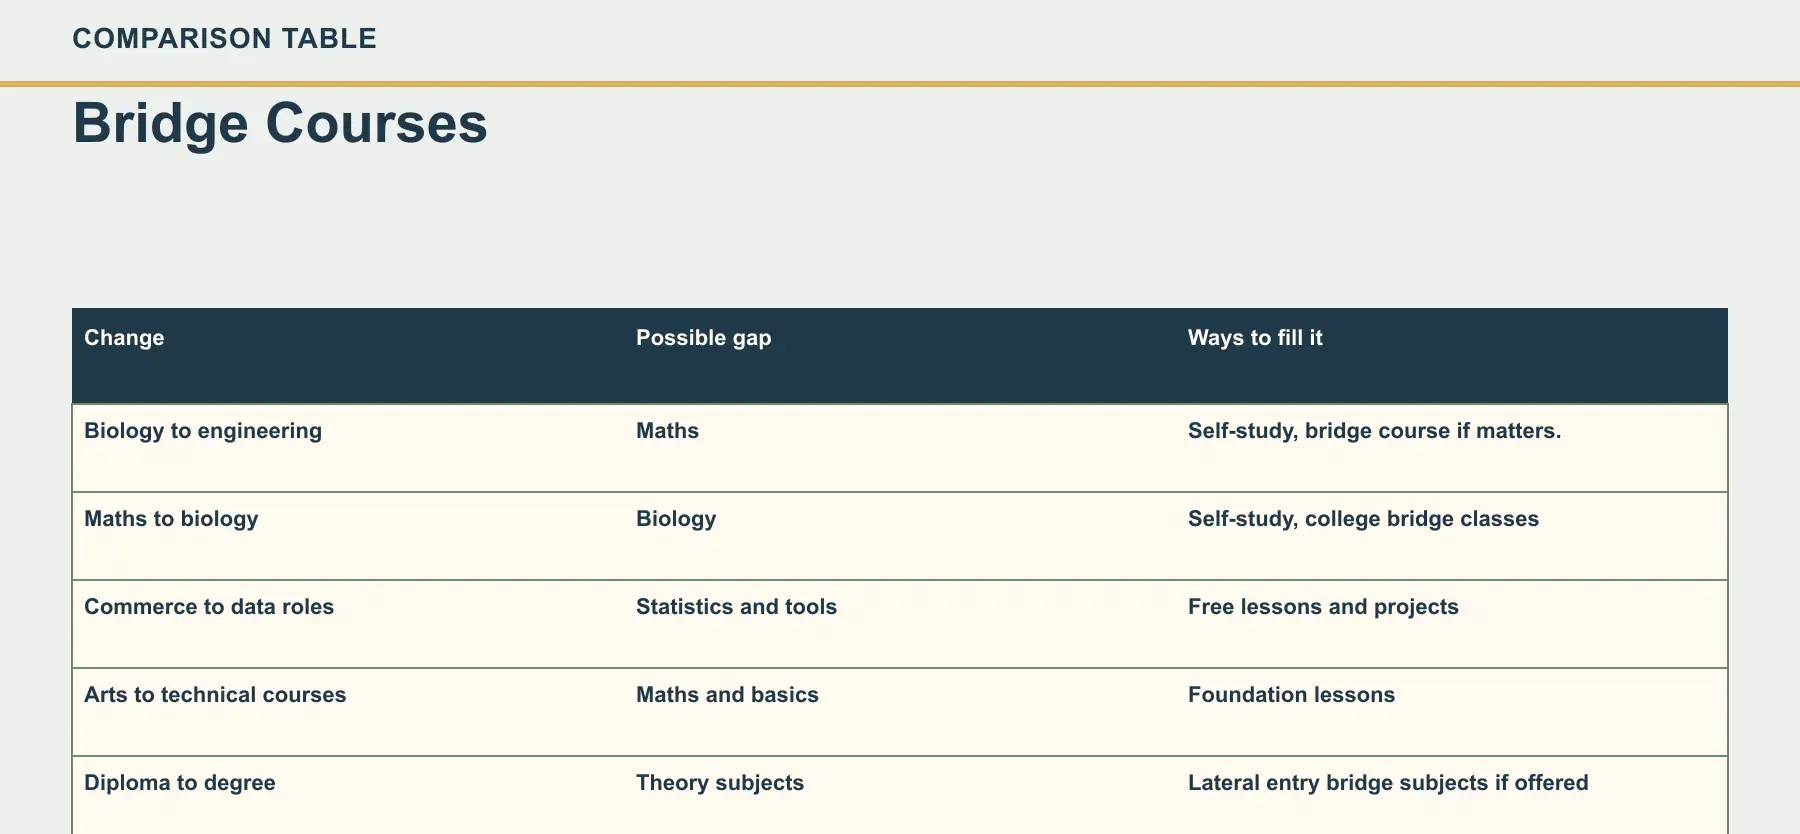 COMPARISON TABLE
Bridge Courses
Change Possible gap Ways to fill it
Biology to engineering Maths Self-study, bridge course if matters.
Maths to biology Biology Self-study, college bridge classes
Commerce to data roles Statistics and tools Free lessons and projects
Arts to technical courses Maths and basics Foundation lessons
Diploma to degree Theory subjects Lateral entry bridge subjects if offered